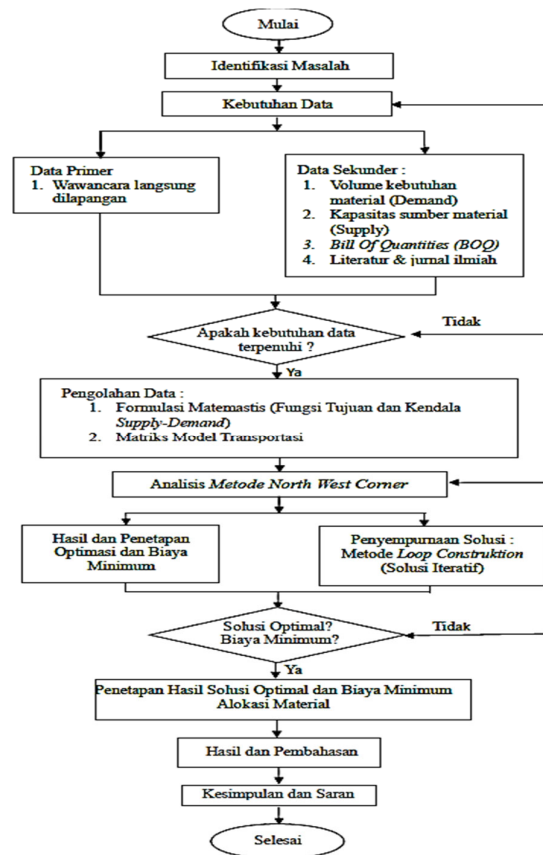 Mulai
Identifikasi Masalah
Kebutuhan Data
Data Primer
1. Wawancara langsung
dilapangan
Data Sekunder :
1. Volume kebutuhan
material (Demand)
2. Kapasitas sumber material
(Supply)
3. Bill Of Quantities (BOQ)
4. Literatur & jurnal ilmiah
Apakah kebutuhan data
terpenuhi ?
Tidak
Ya
Pengolahan Data :
1. Formulasi Matemastis (Fungsi Tujuan dan Kendala
Supply-Demand)
2. Matriks Model Transportasi
Analisis Metode North West Corner
Hasil dan Penetapan
Optimasi dan Biaya
Minimum
Penyempurnaan Solusi :
Metode Loop Construktion
(Solusi Iteratif)
Solusi Optimal?
Biaya Minimum?
Tidak
Ya
Penetapan Hasil Solusi Optimal dan Biaya Minimum
Alokasi Material
Hasil dan Pembahasan
Kesimpulan dan Saran
Selesai